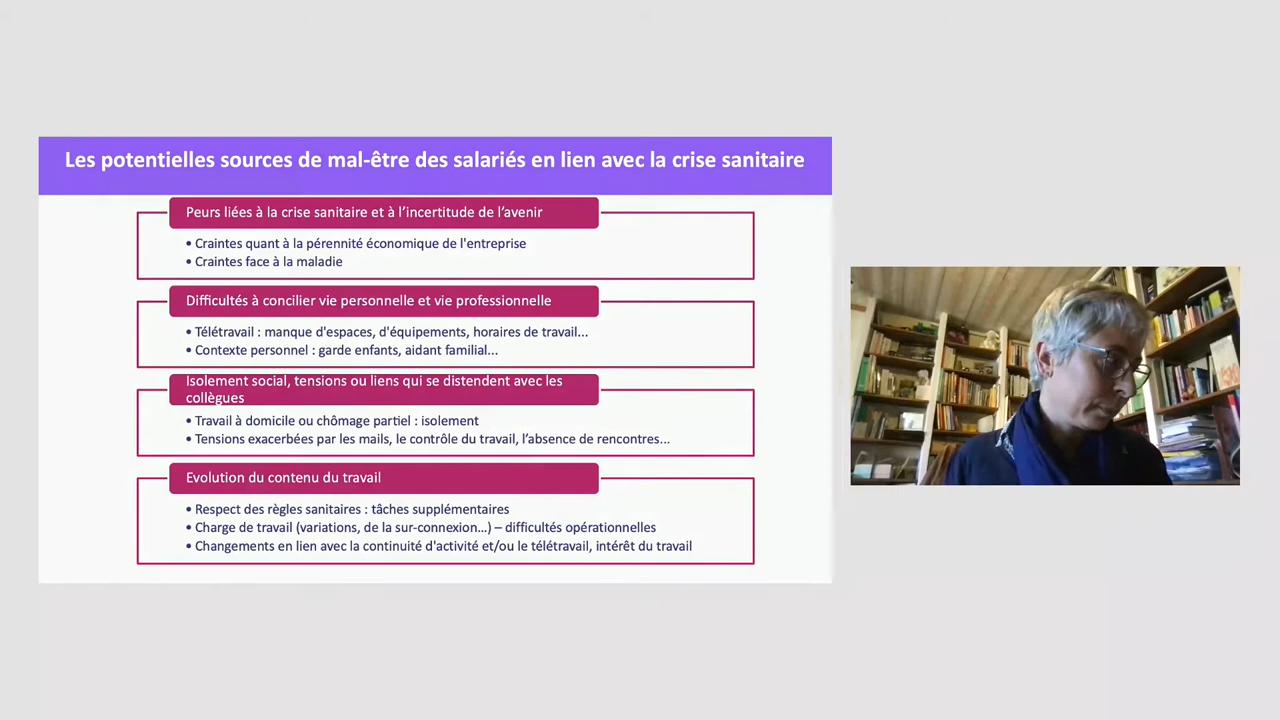 Les potentielles sources de mal-être des salariés en lien avec la crise sanitaire
Peurs liées à la crise sanitaire et à l’incertitude de l’avenir
• Craintes quant à la pérennité économique de l'entreprise
• Craintes face à la maladie
Difficultés à concilier vie personnelle et vie professionnelle
• Télétravail : manque d'espaces, d'équipements, horaires de travail...
• Contexte personnel : garde enfants, aidant familial...
Isolement social, tensions ou liens qui se distendent avec les
collègues
• Travail à domicile ou chômage partiel : isolement
• Tensions exacerbées par les mails, le contrôle du travail, l’absence de rencontres...
Evolution du contenu du travail
• Respect des règles sanitaires : tâches supplémentaires
• Charge de travail (variations, de la sur-connexion…) – difficultés opérationnelles
• Changements en lien avec la continuité d'activité et/ou le télétravail, intérêt du travail